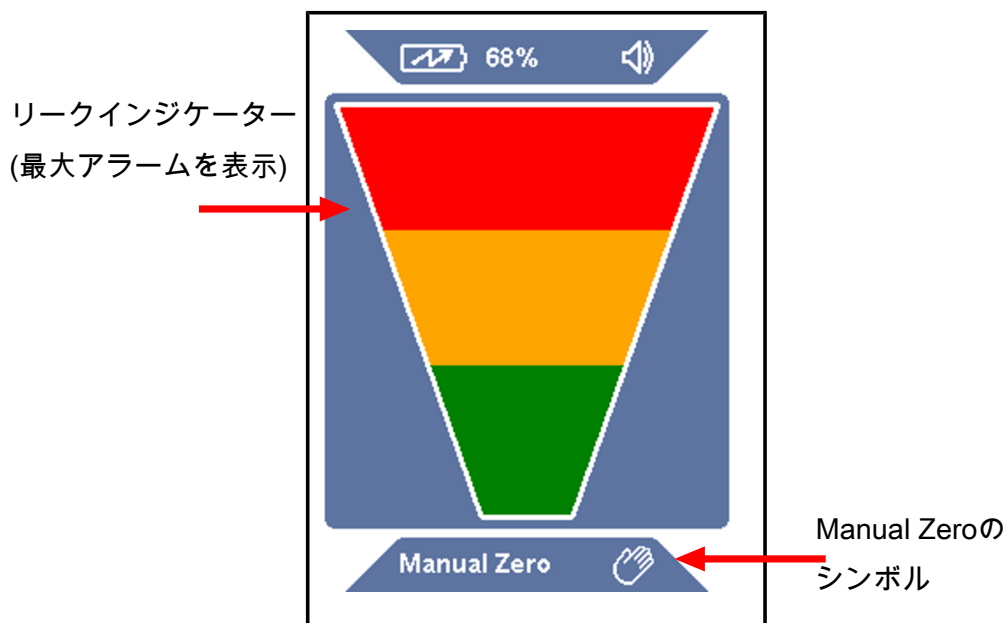 68%
リークインジケーター
(最大アラームを表示)
Manual Zeroの
シンボル
Manual Zero